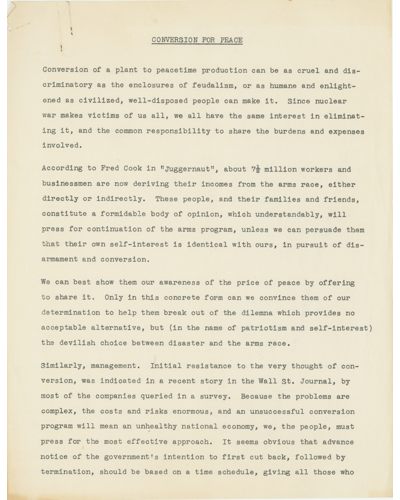 CONVERSION FOR PEACE
Conversion of a plant to peacetime production can be as cruel and dis-
criminatory as the enclosures of feudalism, or as humane and enlight-
ened as civilized, well-disposed people can make it. Since nuclear
war makes victims of us all, we all have the same interest in eliminat-
ing it, and the common responsibility to share the burdens and expenses
involved.
According to Fred Cook in "Juggernaut", about 7½ million workers and
businessmen are now deriving their incomes from the arms race, either
directly or indirectly. These people, and their families and friends,
constitute a formidable body of opinion, which understandably, will
press for continuation of the arms program, unless we can persuade them
that their own self-interest is identical with ours, in pursuit of dis-
armament and conversion.
We can best show them our awareness of the price of peace by offering
to share it. Only in this concrete form can we convince them of our
determination to help them break out of the dilemma which provides no
acceptable alternative, but (in the name of patriotism and self-interest)
the devilish choice between disaster and the arms race.
Similarly, management. Initial resistance to the very thought of con-
version, was indicated in a recent story in the Wall St. Journal, by
most of the companies queried in a survey. Because the problems are
complex, the costs and risks enormous, and an unsuccessful conversion
program will mean an unhealthy national economy, we, the people, must
press for the most effective approach. It seems obvious that advance
notice of the government's intention to first cut back, followed by
termination, should be based on a time schedule, giving all those who